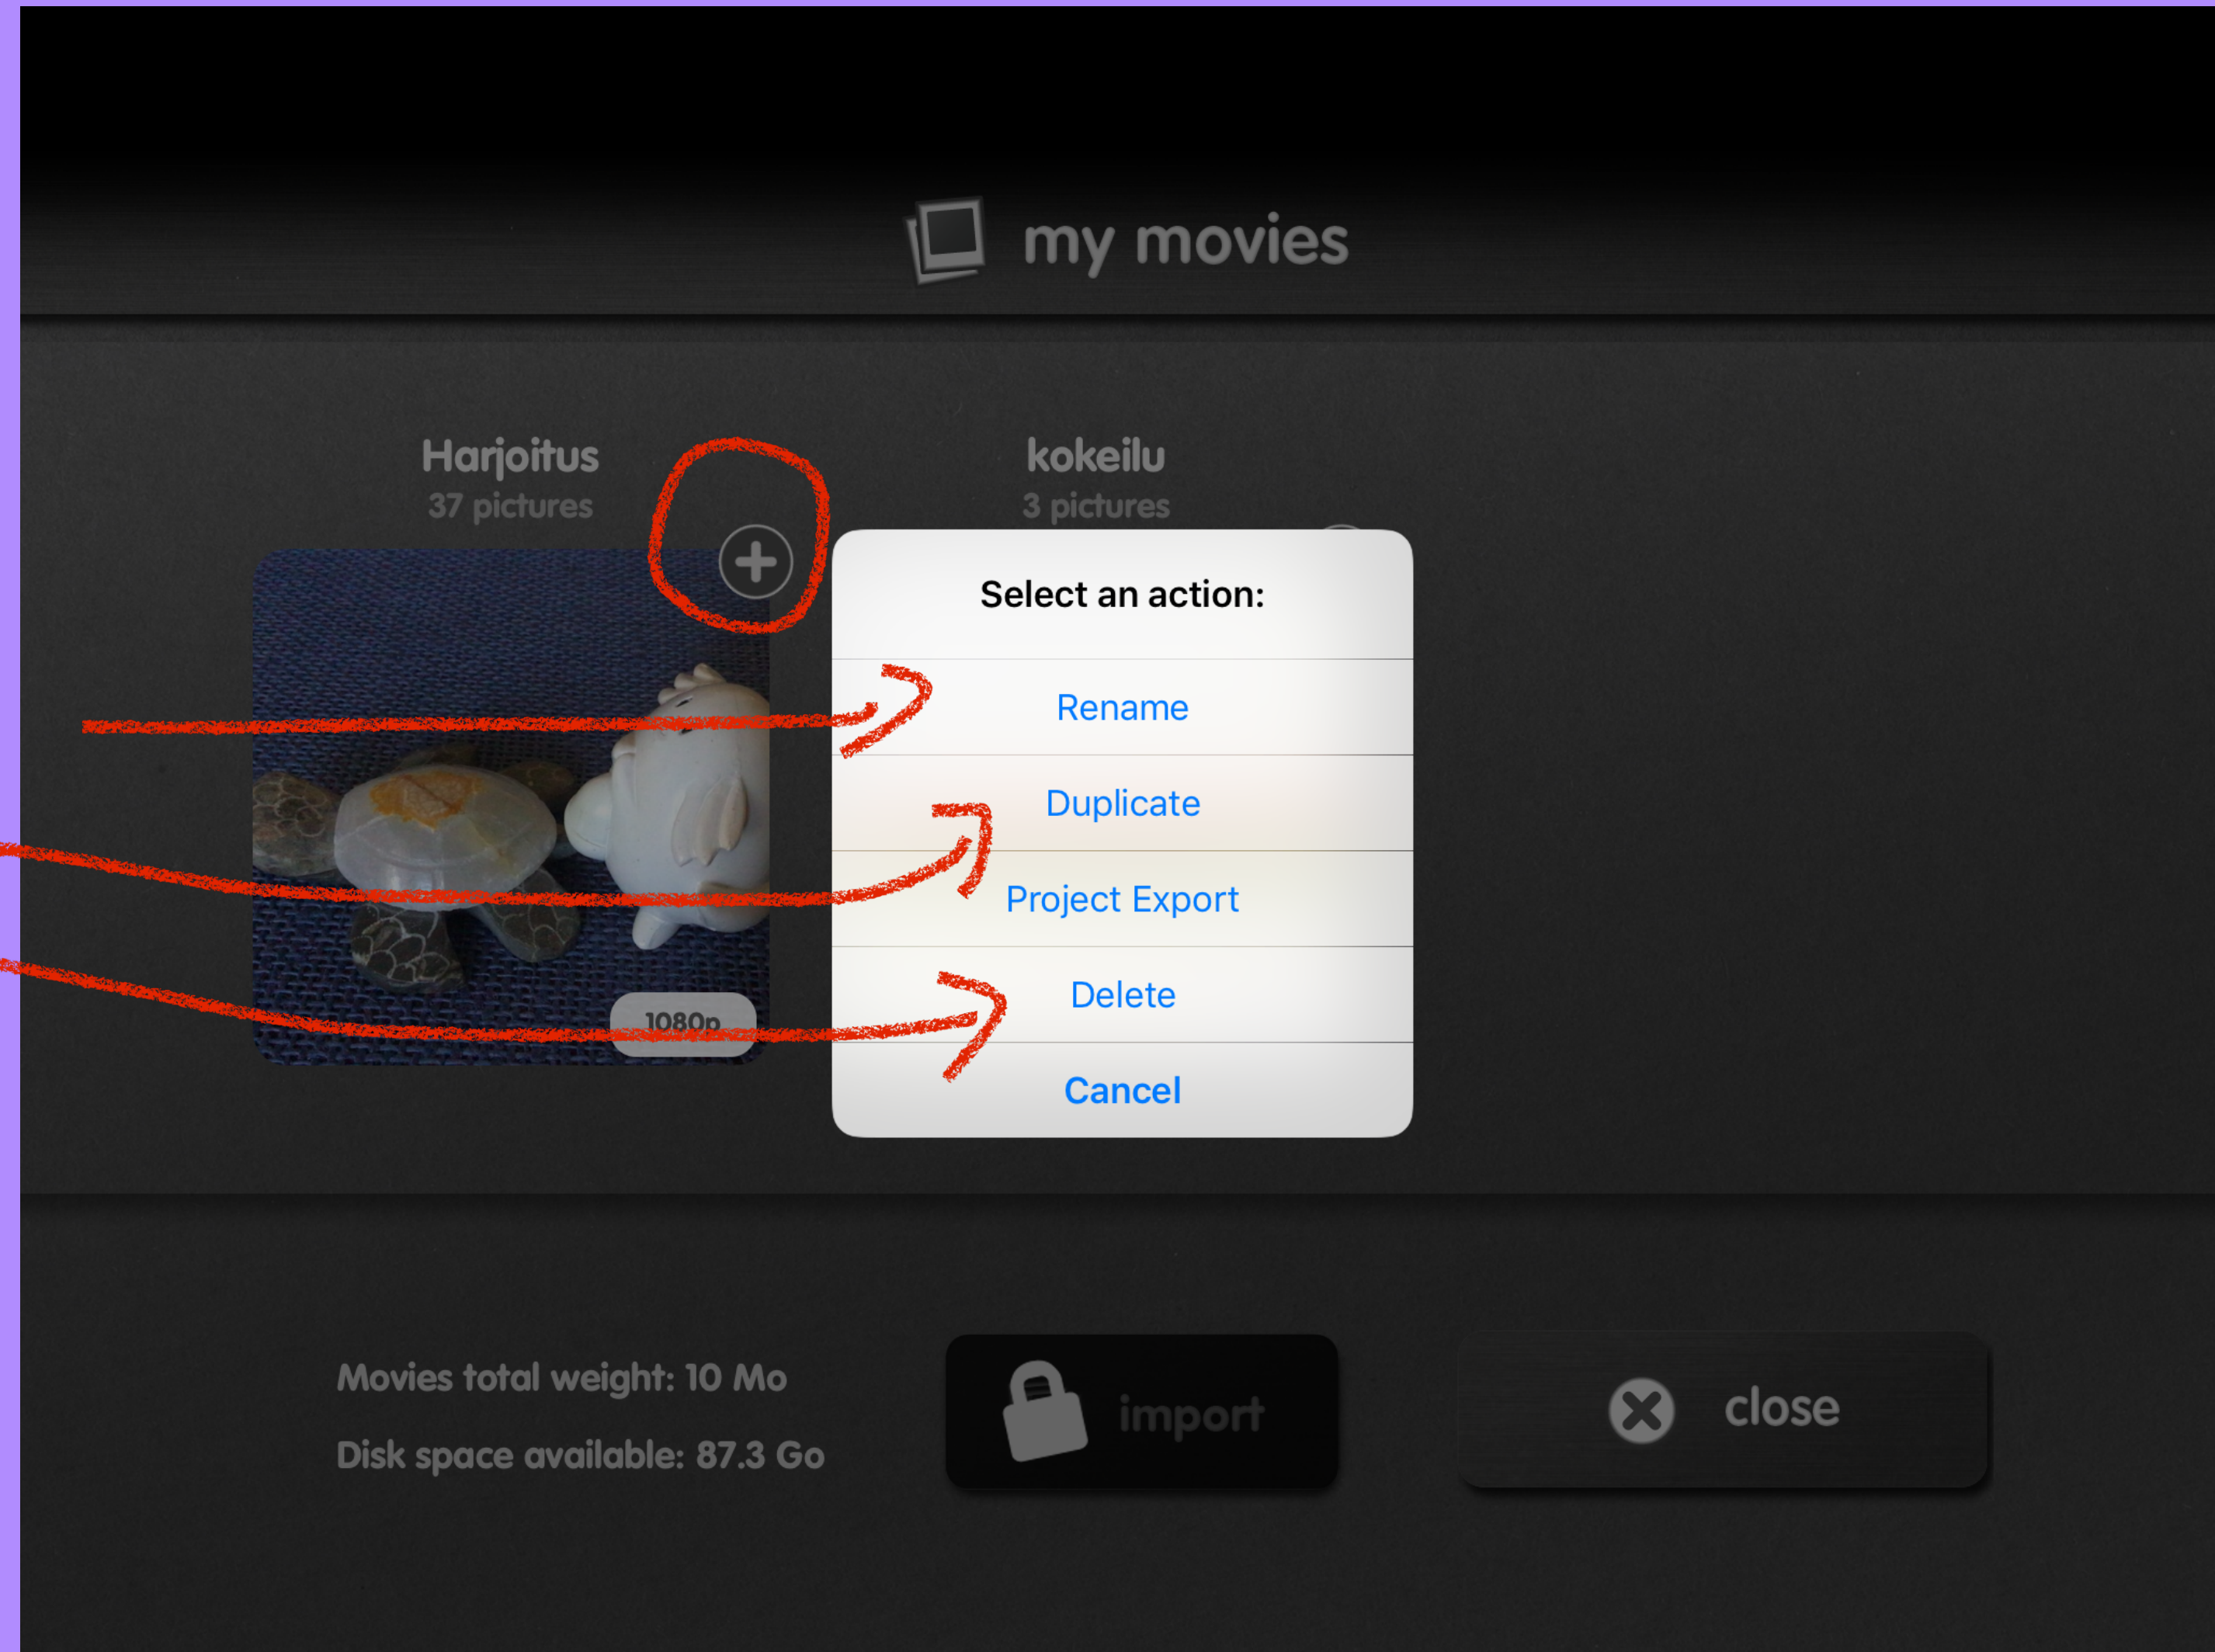 my movies
Harjoitus
37 pictures
kokeilu
3 pictures
Select an action:
Rename
Duplicate
Project Export
Delete
Cancel
1080p
Movies total weight: 10 Mo
Disk space available: 87.3 Go
import
close